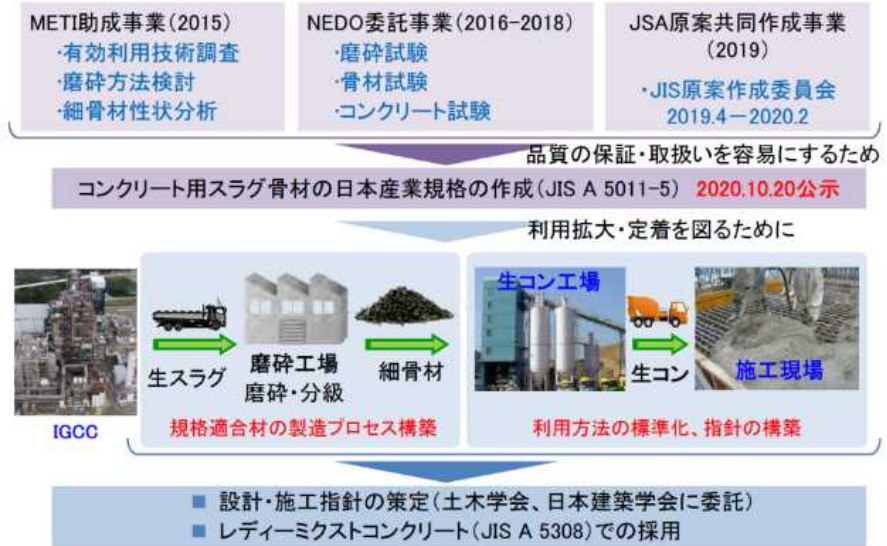 METI助成事業(2015)
・有効利用技術調査
・磨砕方法検討
・細骨材性状分析
NEDO委託事業(2016-2018)
・磨砕試験
・骨材試験
・コンクリート試験
JSA原案共同作成事業
(2019)
・JIS原案作成委員会
2019.4－2020.2
品質の保証・取扱いを容易にするため
コンクリート用スラグ骨材の日本産業規格の作成(JIS A 5011-5) 2020.10.20公示
利用拡大・定着を図るために
IGCC
生スラグ
磨砕工場
磨砕・分級
細骨材
規格適合材の製造プロセス構築
生コン工場
生コン
施工現場
利用方法の標準化、指針の構築
■ 設計・施工指針の策定(土木学会、日本建築学会に委託)
■ レディーミクストコンクリート(JIS A 5308)での採用